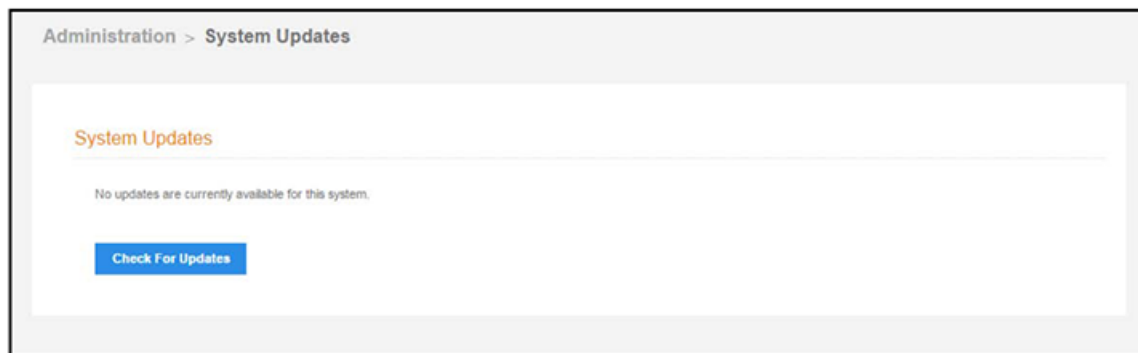 Administration > System Updates
System Updates
No updates are currently available for this system.
Check For Updates